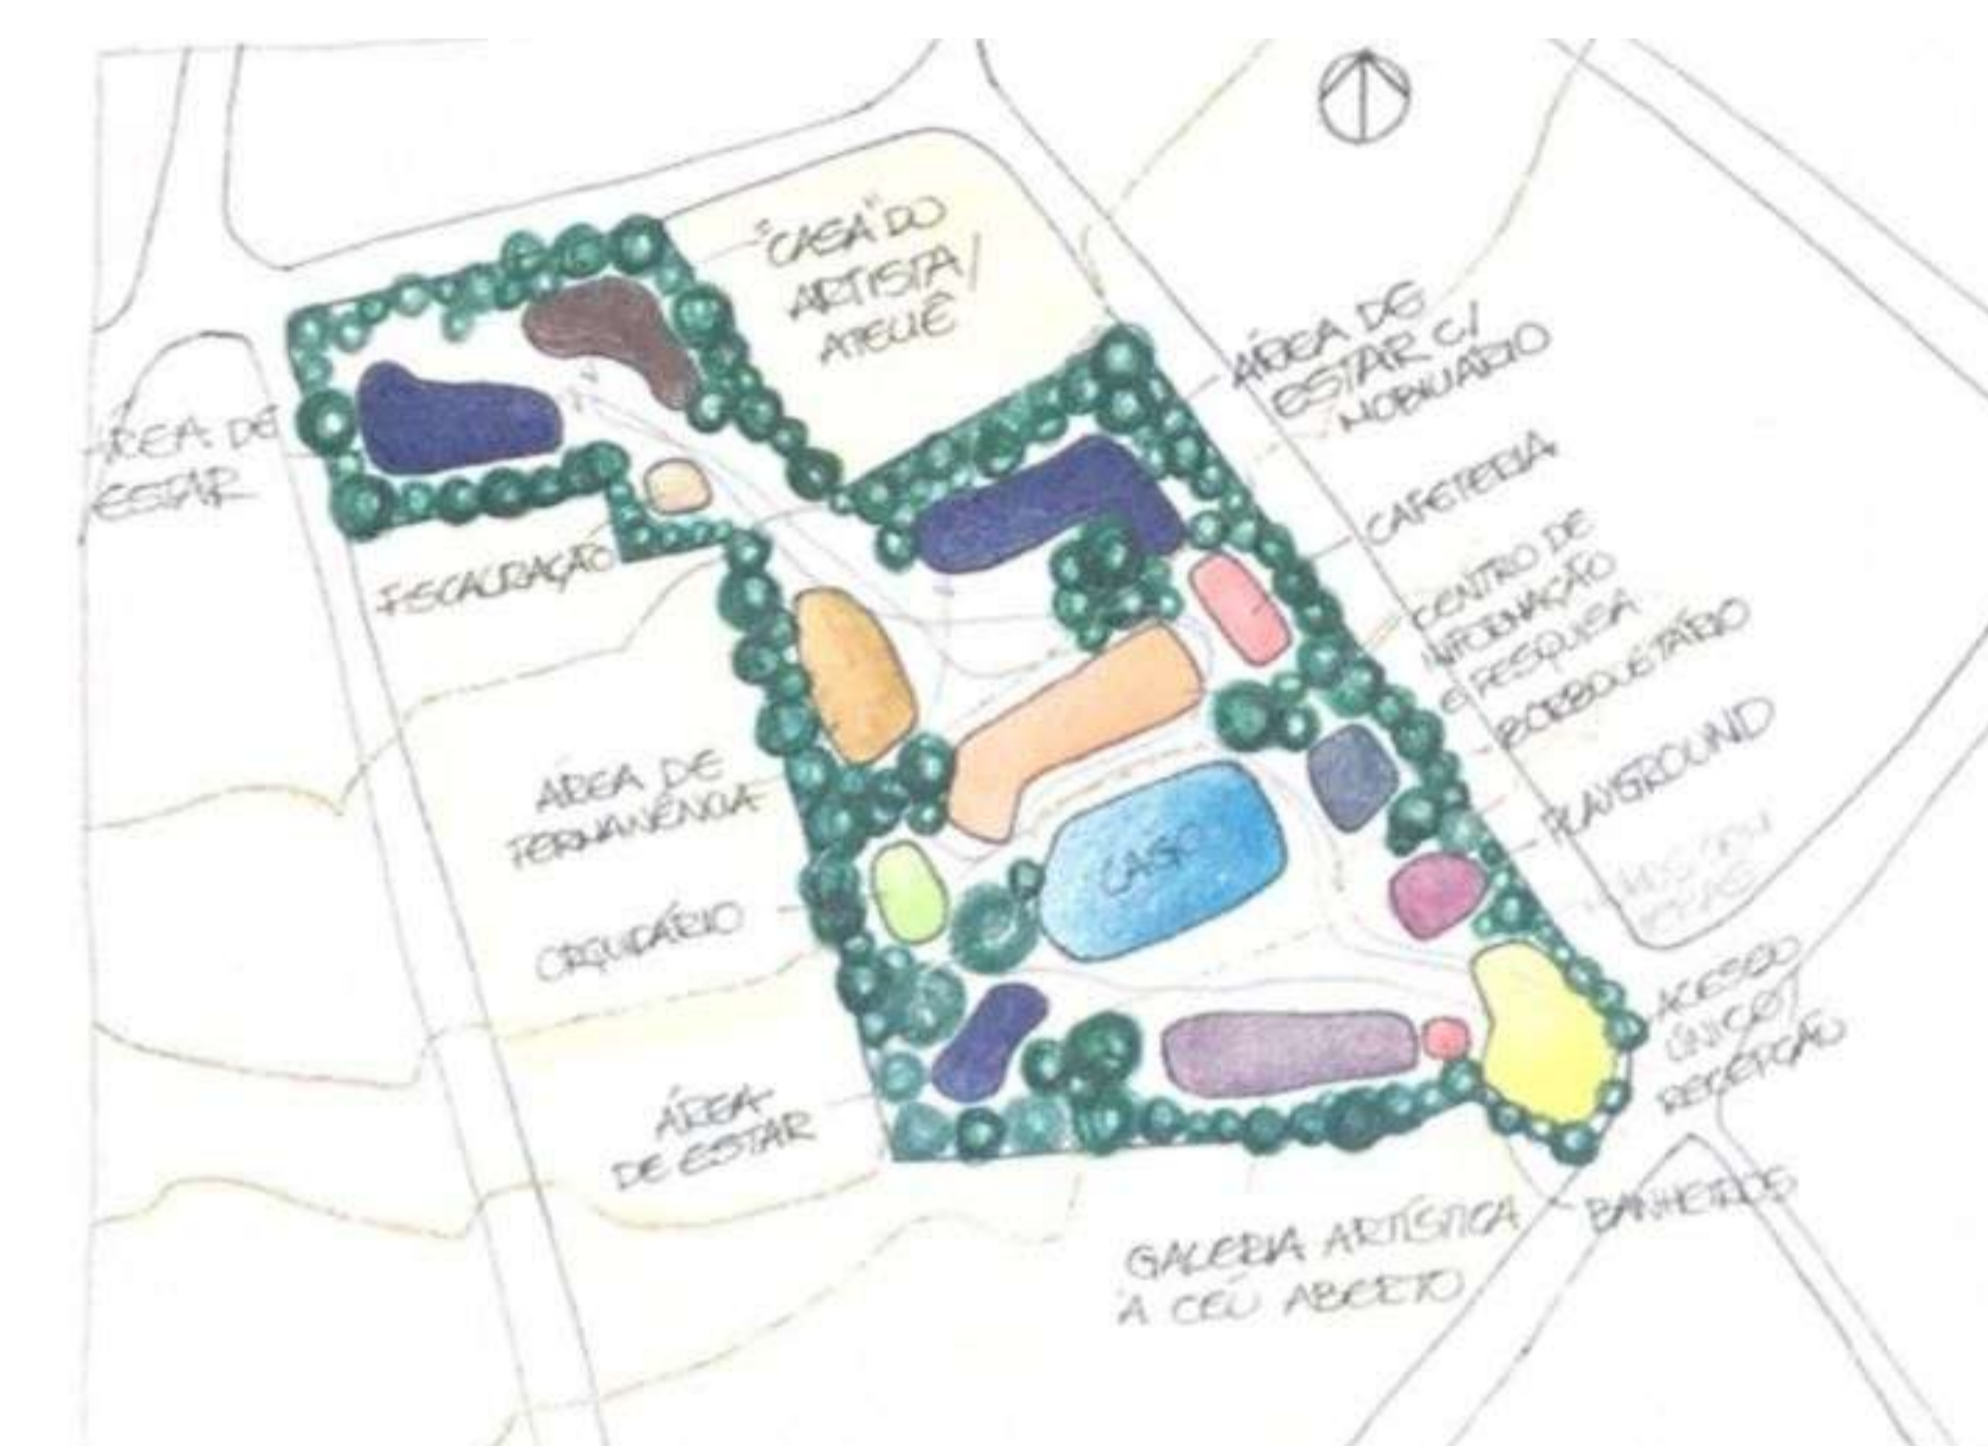 "CASA" DO
ARTISTA/
ATELIÊ
ÁREA DE
ESTAR C/
MOBILIÁRIO
ÁREA DE
ESTAR
CAFETERIA
CENTRO DE
INFORMAÇÃO
E PESQUISA
FISCALIZAÇÃO
BORBOLETÁRIO
PLAYGROUND
ÁREA DE
PERMANÊNCIA
LAGO
ORQUIDÁRIO
ACESSO
ÚNICO/
RECEPÇÃO
ÁREA
DE ESTAR
BANHEIROS
GALERIA ARTÍSTICA
A CÉU ABERTO